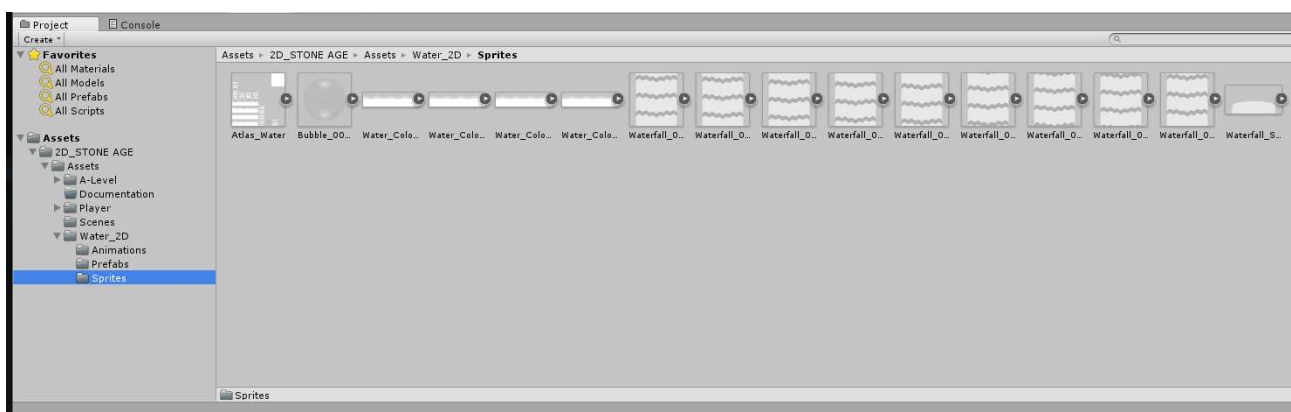 Project
Console
Create
Favorites
All Materials
All Models
All Prefabs
All Scripts
Assets
2D_STONE AGE
Assets
A-Level
Documentation
Player
Scenes
Water_2D
Animations
Prefabs
Sprites
Assets ▸ 2D_STONE AGE ▸ Assets ▸ Water_2D ▸ Sprites
Atlas_Water Bubble_00... Water_Colo... Water_Colo... Water_Colo... Water_Colo... Waterfall_0... Waterfall_0... Waterfall_0... Waterfall_0... Waterfall_0... Waterfall_0... Waterfall_0... Waterfall_0... Waterfall_0... Waterfall_S...
Sprites